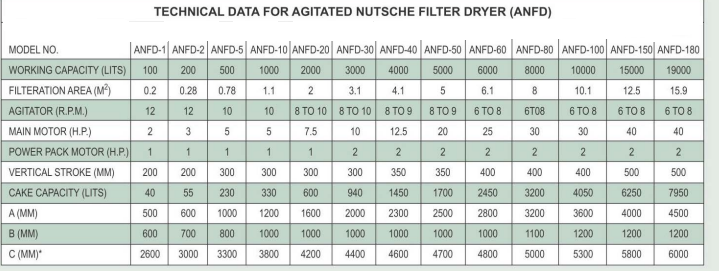 TECHNICAL DATA FOR AGITATED NUTSCHE FILTER DRYER (ANFD)
MODEL NO. ANFD-1 ANFD-2 ANFD-5 ANFD-10 ANFD-20 ANFD-30 ANFD-40 ANFD-50 ANFD-60 ANFD-80 ANFD-100 ANFD-150 ANFD-180
WORKING CAPACITY (LITS) 100 200 500 1000 2000 3000 4000 5000 6000 8000 10000 15000 19000
FILTERATION AREA (M²) 0.2 0.28 0.78 1.1 2 3.1 4.1 5 6.1 8 10.1 12.5 15.9
AGITATOR (R.P.M.) 12 12 10 10 8 TO 10 8 TO 10 8 TO 9 8 TO 9 6 TO 8 6T08 6 TO 8 6 TO 8 6 TO 8
MAIN MOTOR (H.P.) 2 3 5 5 7.5 10 12.5 20 25 30 30 40 40
POWER PACK MOTOR (H.P.) 1 1 1 1 1 2 2 2 2 2 2 2 2
VERTICAL STROKE (MM) 200 200 300 300 300 300 350 350 400 400 400 500 500
CAKE CAPACITY (LITS) 40 55 230 330 600 940 1450 1700 2450 3200 4050 6250 7950
A (MM) 500 600 1000 1200 1600 2000 2300 2500 2800 3200 3600 4000 4500
B (MM) 600 700 800 1000 1000 1000 1000 1000 1000 1100 1200 1200 1200
C (MM)* 2600 3000 3300 3800 4200 4400 4600 4700 4800 5000 5300 5800 6000